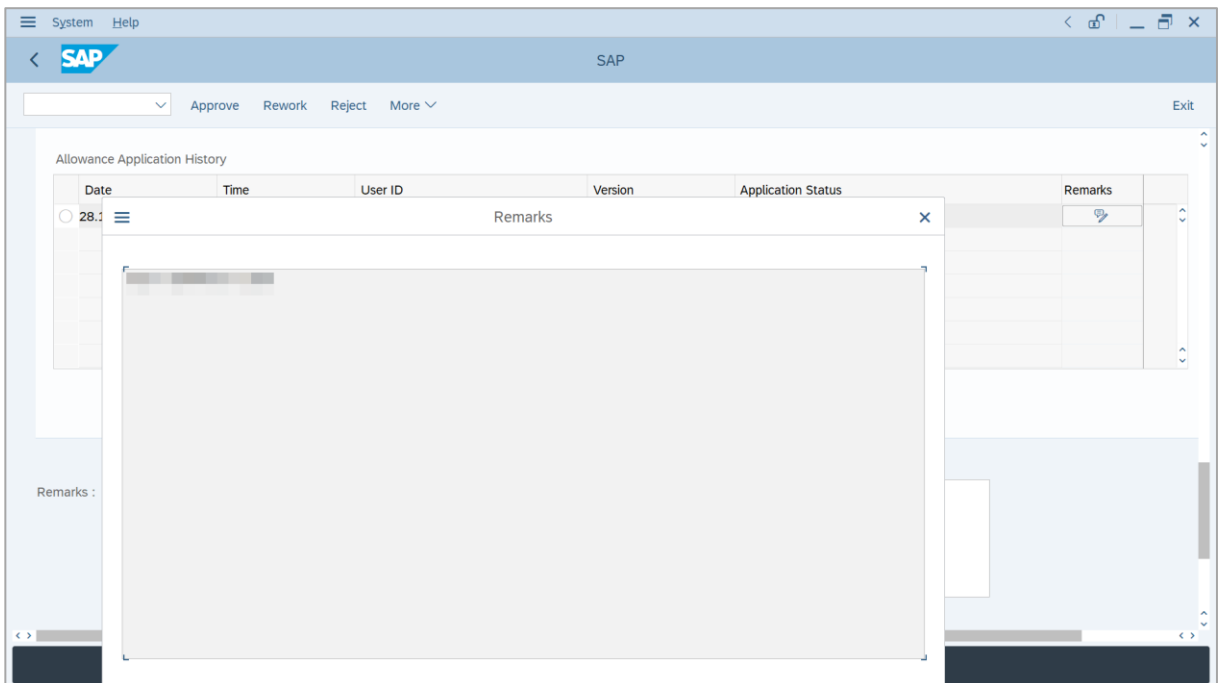 System Help
SAP
SAP
Approve Rework Reject More Exit
Allowance Application History
Date Time User ID Version Application Status Remarks
Remarks
Remarks :